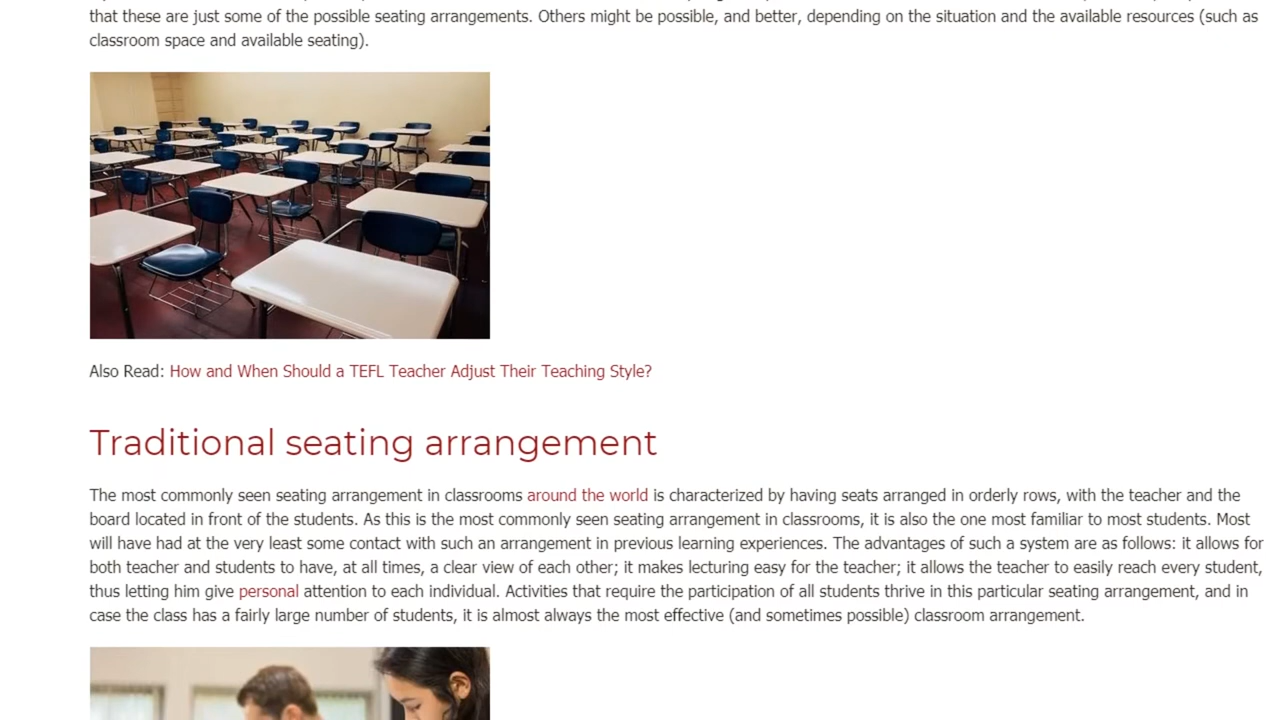 that these are just some of the possible seating arrangements. Others might be possible, and better, depending on the situation and the available resources (such as
classroom space and available seating).
Also Read: How and When Should a TEFL Teacher Adjust Their Teaching Style?
Traditional seating arrangement
The most commonly seen seating arrangement in classrooms around the world is characterized by having seats arranged in orderly rows, with the teacher and the
board located in front of the students. As this is the most commonly seen seating arrangement in classrooms, it is also the one most familiar to most students. Most
will have had at the very least some contact with such an arrangement in previous learning experiences. The advantages of such a system are as follows: it allows for
both teacher and students to have, at all times, a clear view of each other; it makes lecturing easy for the teacher; it allows the teacher to easily reach every student,
thus letting him give personal attention to each individual. Activities that require the participation of all students thrive in this particular seating arrangement, and in
case the class has a fairly large number of students, it is almost always the most effective (and sometimes possible) classroom arrangement.